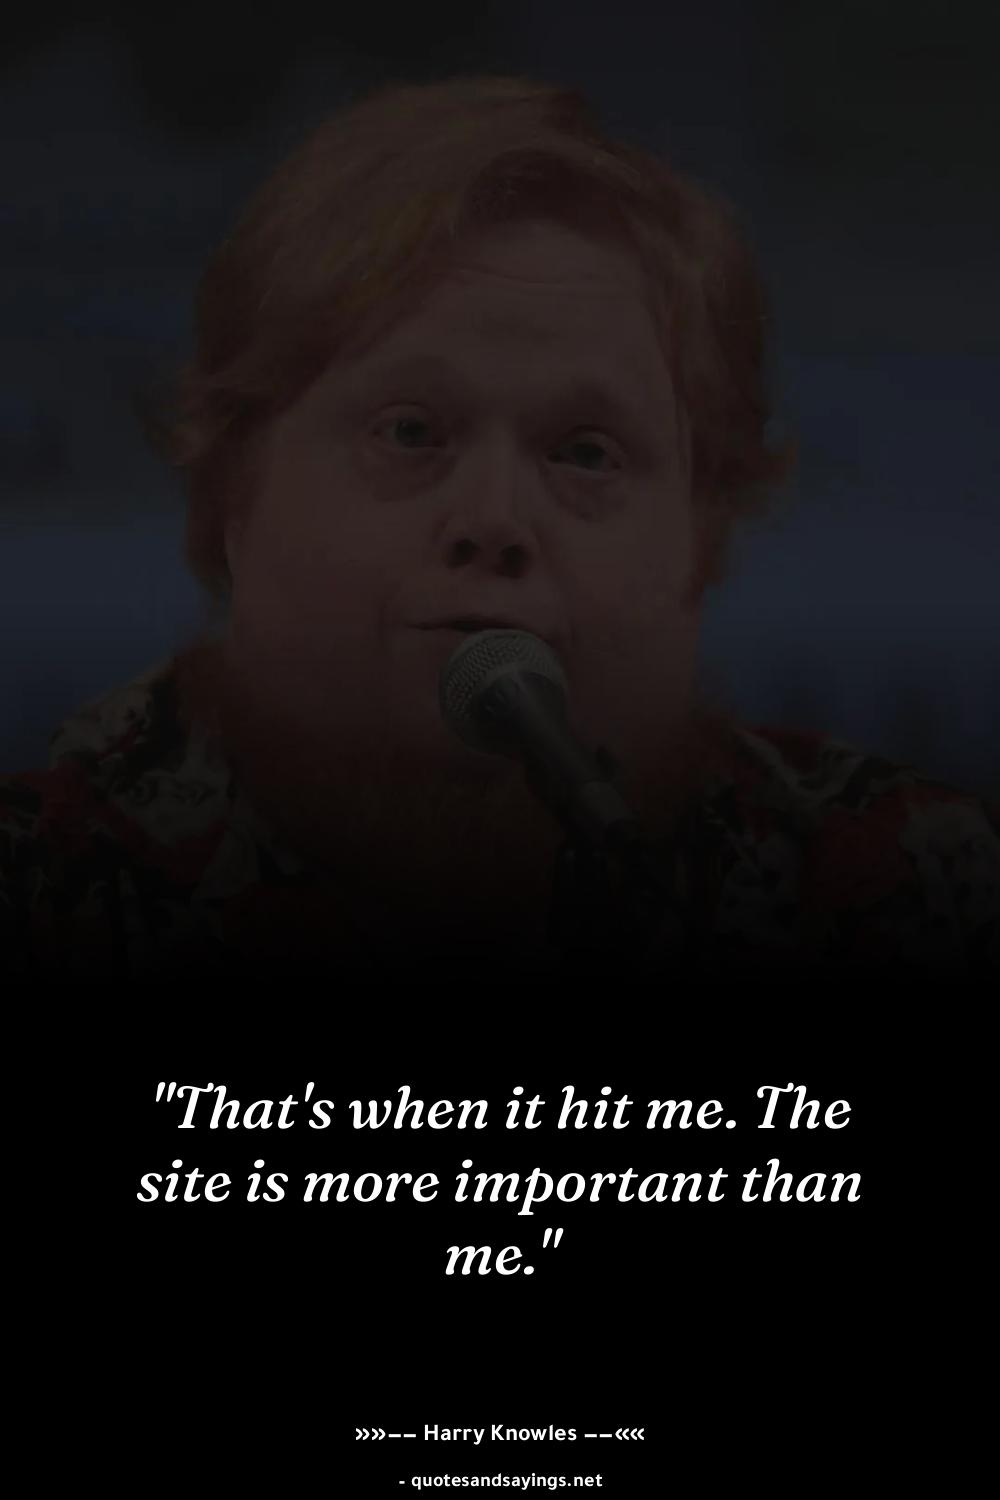 "That's when it hit me. The
site is more important than
me."
»»−− Harry Knowles −−««
- quotesandsayings.net